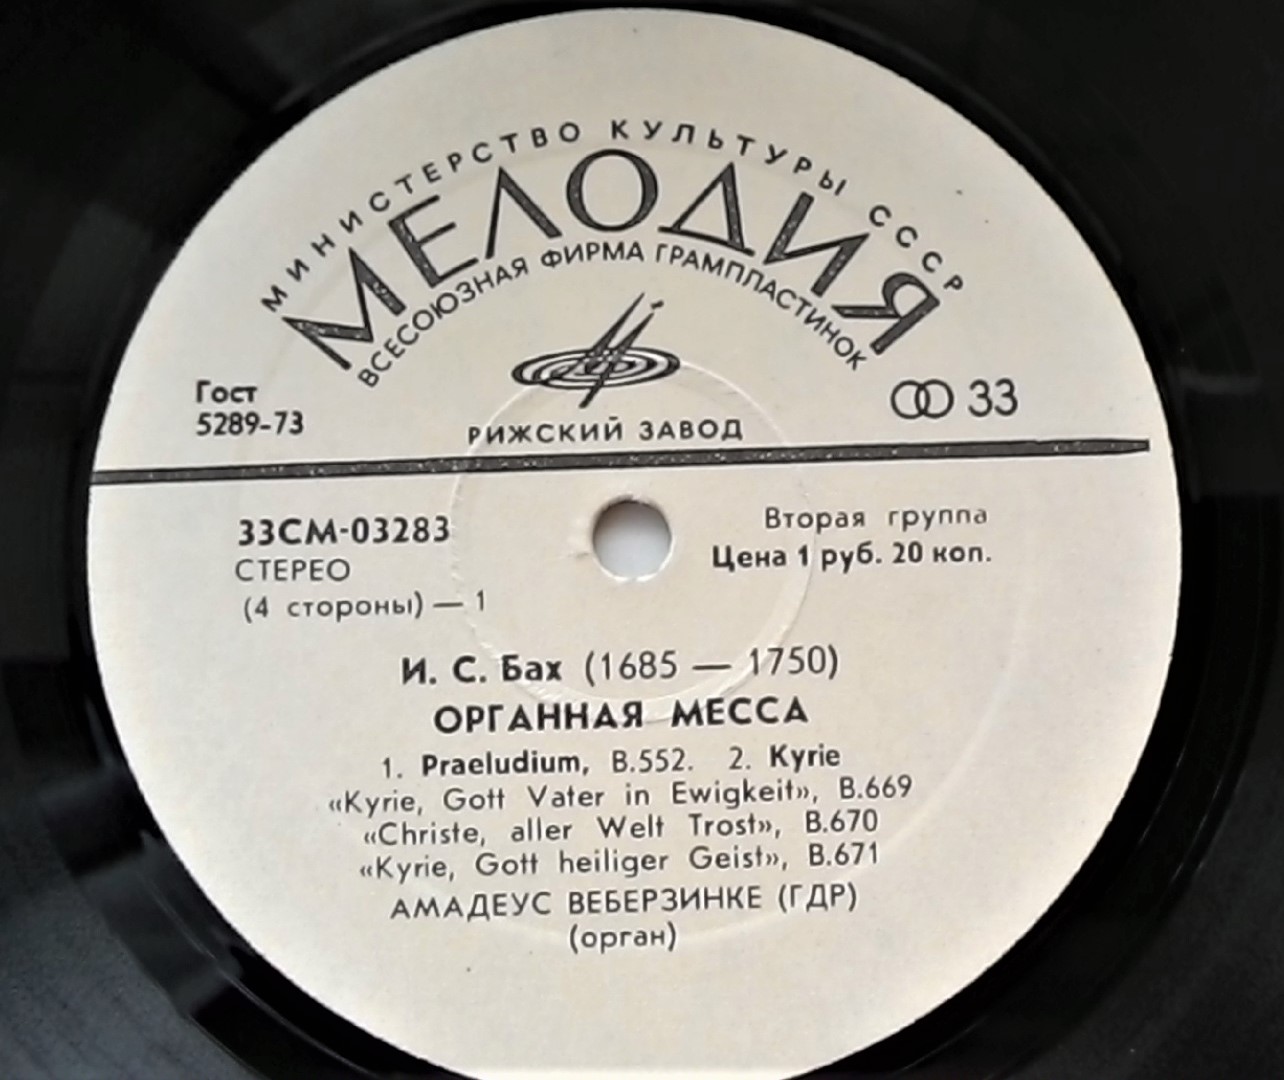 МИНИСТЕРСТВО КУЛЬТУРЫ СССР
МЕЛОДИЯ
ВСЕСОЮЗНАЯ ФИРМА ГРАМПЛАСТИНОК
Гост
5289-73
33
РИЖСКИЙ ЗАВОД
33СМ-03283
СТЕРЕО
(4 стороны) — 1
Вторая группа
Цена 1 руб. 20 коп.
И. С. Бах (1685 — 1750)
ОРГАННАЯ МЕССА
1. Praeludium, B.552. 2. Kyrie
«Kyrie, Gott Vater in Ewigkeit», B.669
«Christe, aller Welt Trost», B.670
«Kyrie, Gott heiliger Geist», B.671
АМАДЕУС ВЕБЕРЗИНКЕ (ГДР)
(орган)